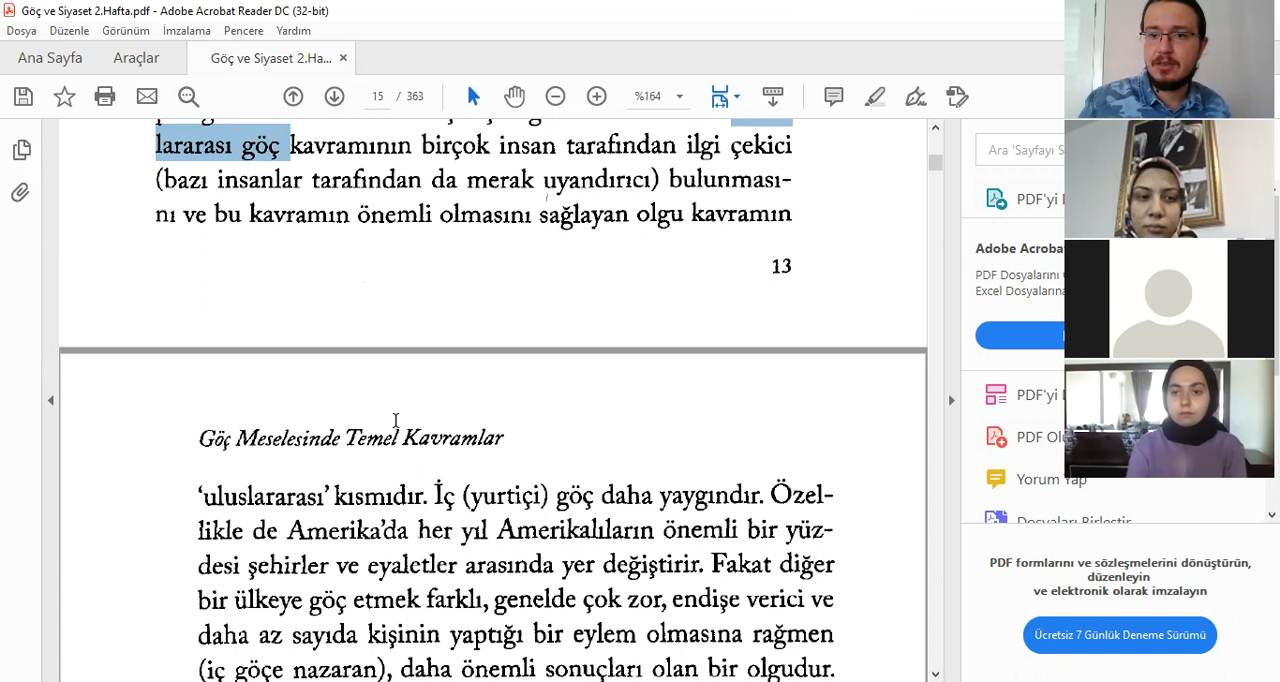 Göç ve Siyaset 2.Hafta.pdf - Adobe Acrobat Reader DC (32-bit)
Dosya Düzenle Görünüm İmzalama Pencere Yardım
Ana Sayfa Araçlar Göç ve Siyaset 2.Ha... ×
15 / 363 %164
lararası göç kavramının birçok insan tarafından ilgi çekici
(bazı insanlar tarafından da merak uyandırıcı) bulunması-
nı ve bu kavramın önemli olmasını sağlayan olgu kavramın
13
Göç Meselesinde Temel Kavramlar
‘uluslararası’ kısmıdır. İç (yurtiçi) göç daha yaygındır. Özel-
likle de Amerika’da her yıl Amerikalıların önemli bir yüz-
desi şehirler ve eyaletler arasında yer değiştirir. Fakat diğer
bir ülkeye göç etmek farklı, genelde çok zor, endişe verici ve
daha az sayıda kişinin yaptığı bir eylem olmasına rağmen
(iç göçe nazaran), daha önemli sonuçları olan bir olgudur.
Ara 'Sayfayı S
PDF'yi
Adobe Acroba
PDF Dosyalarını
Excel Dosyalarına
PDF'yi
PDF Olu
Yorum Yap
Dosyaları Birleştir
PDF formlarını ve sözleşmelerini dönüştürün,
düzenleyin
ve elektronik olarak imzalayın
Ücretsiz 7 Günlük Deneme Sürümü